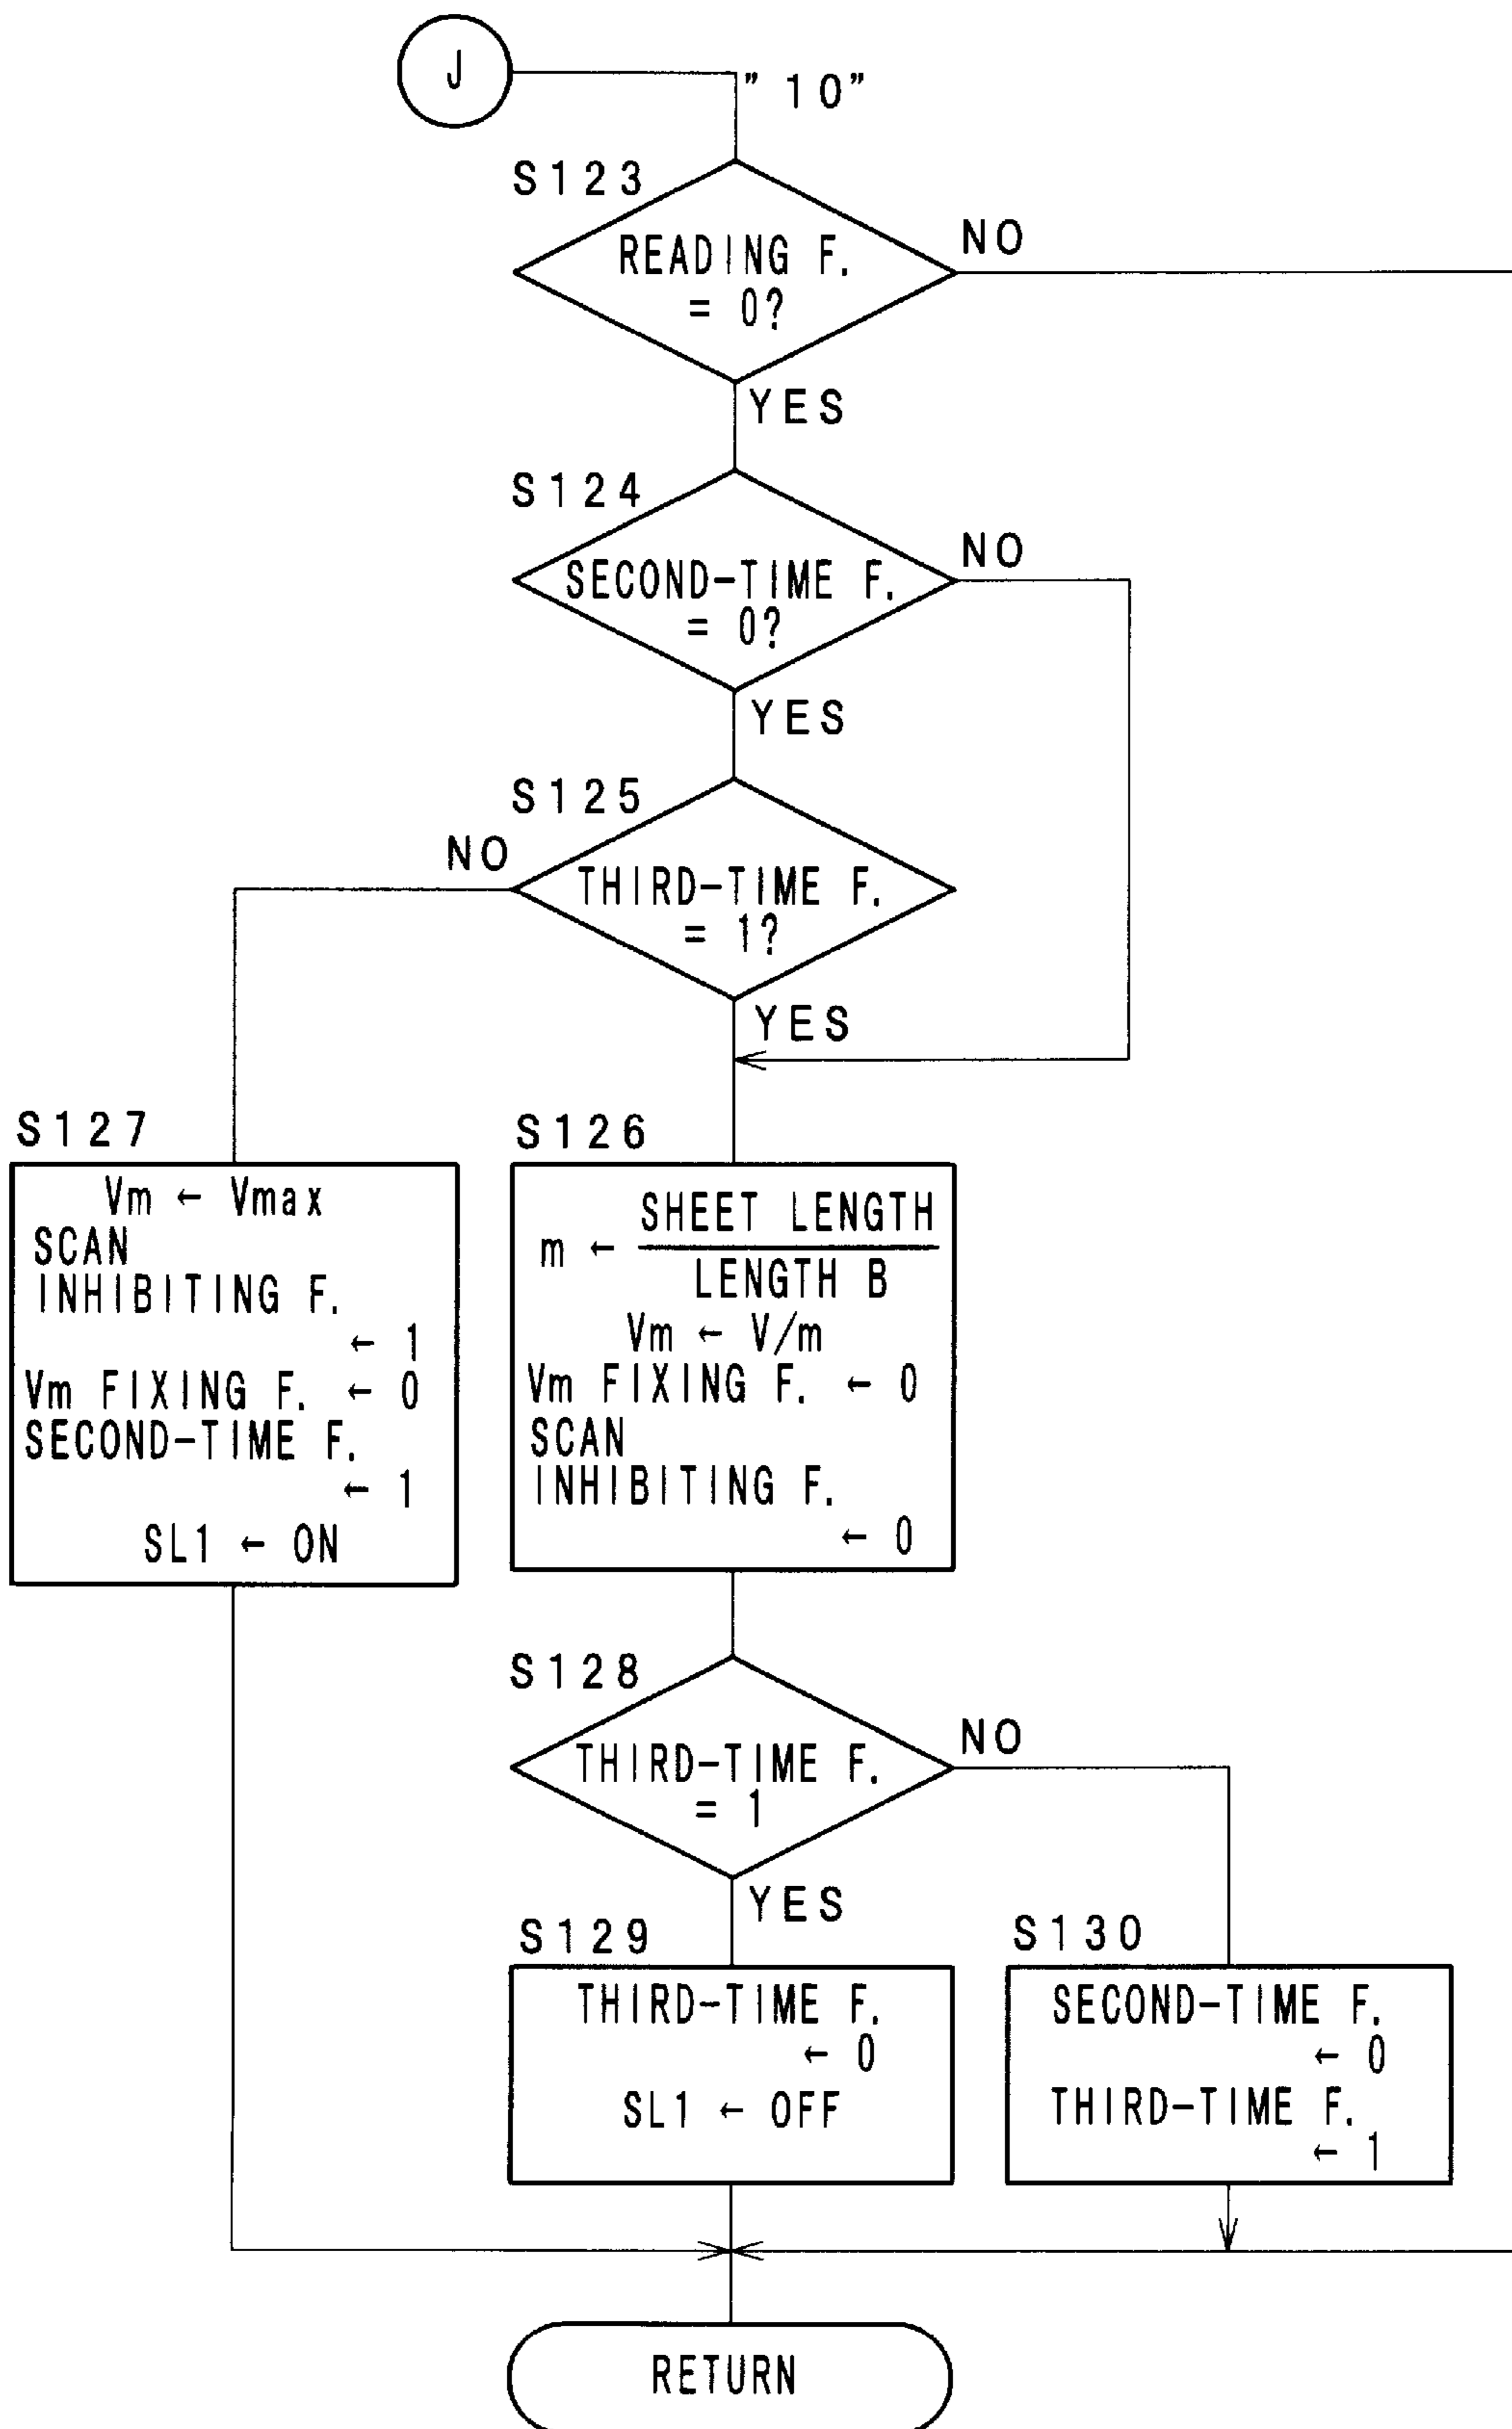 J
" 10"
S123
READING F.
= 0?
NO
YES
S124
SECOND-TIME F.
= 0?
NO
YES
S125
NO
THIRD-TIME F.
= 1?
YES
S127
Vm ← Vmax
SCAN
INHIBITING F.
← 1
Vm FIXING F. ← 0
SECOND-TIME F.
← 1
SL1 ← ON
S126
SHEET LENGTH
m ←
LENGTH B
Vm ← V/m
Vm FIXING F. ← 0
SCAN
INHIBITING F.
← 0
S128
THIRD-TIME F.
= 1
NO
YES
S129
THIRD-TIME F.
← 0
SL1 ← OFF
S130
SECOND-TIME F.
← 0
THIRD-TIME F.
← 1
RETURN